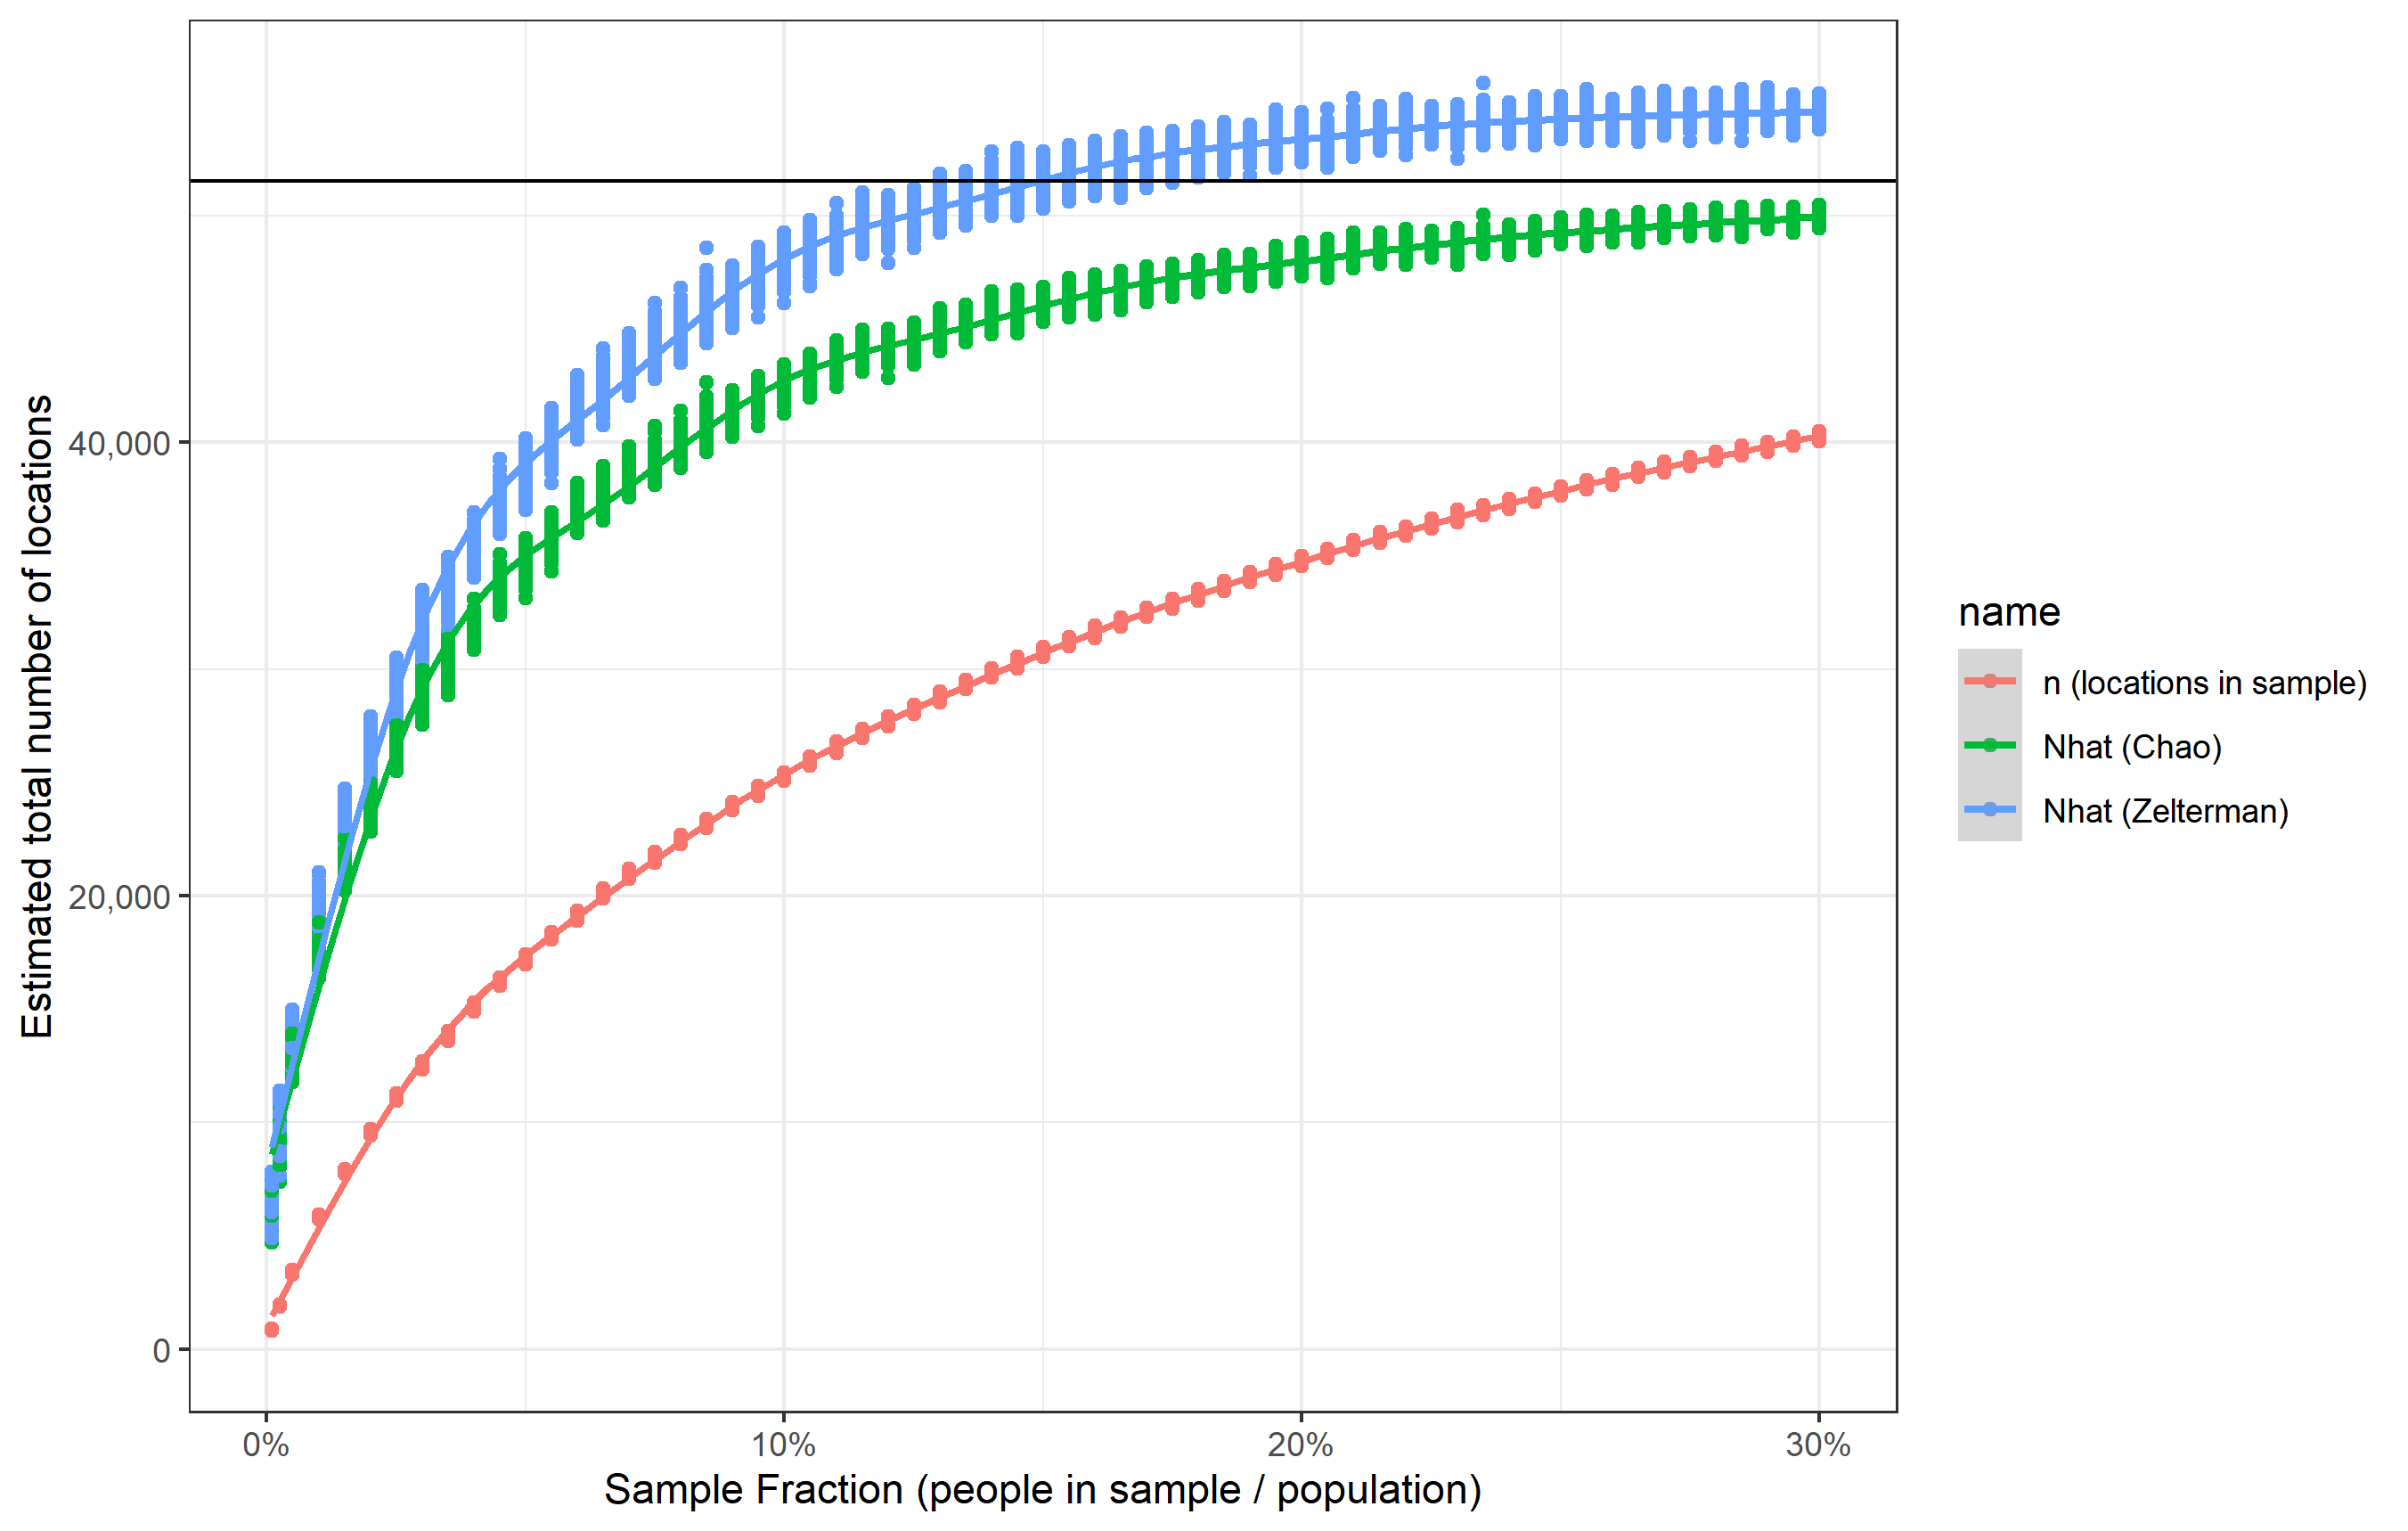 Estimated total number of locations
40,000
20,000
0
0%
10%
20%
30%
Sample Fraction (people in sample / population)
name
n (locations in sample)
Nhat (Chao)
Nhat (Zelterman)